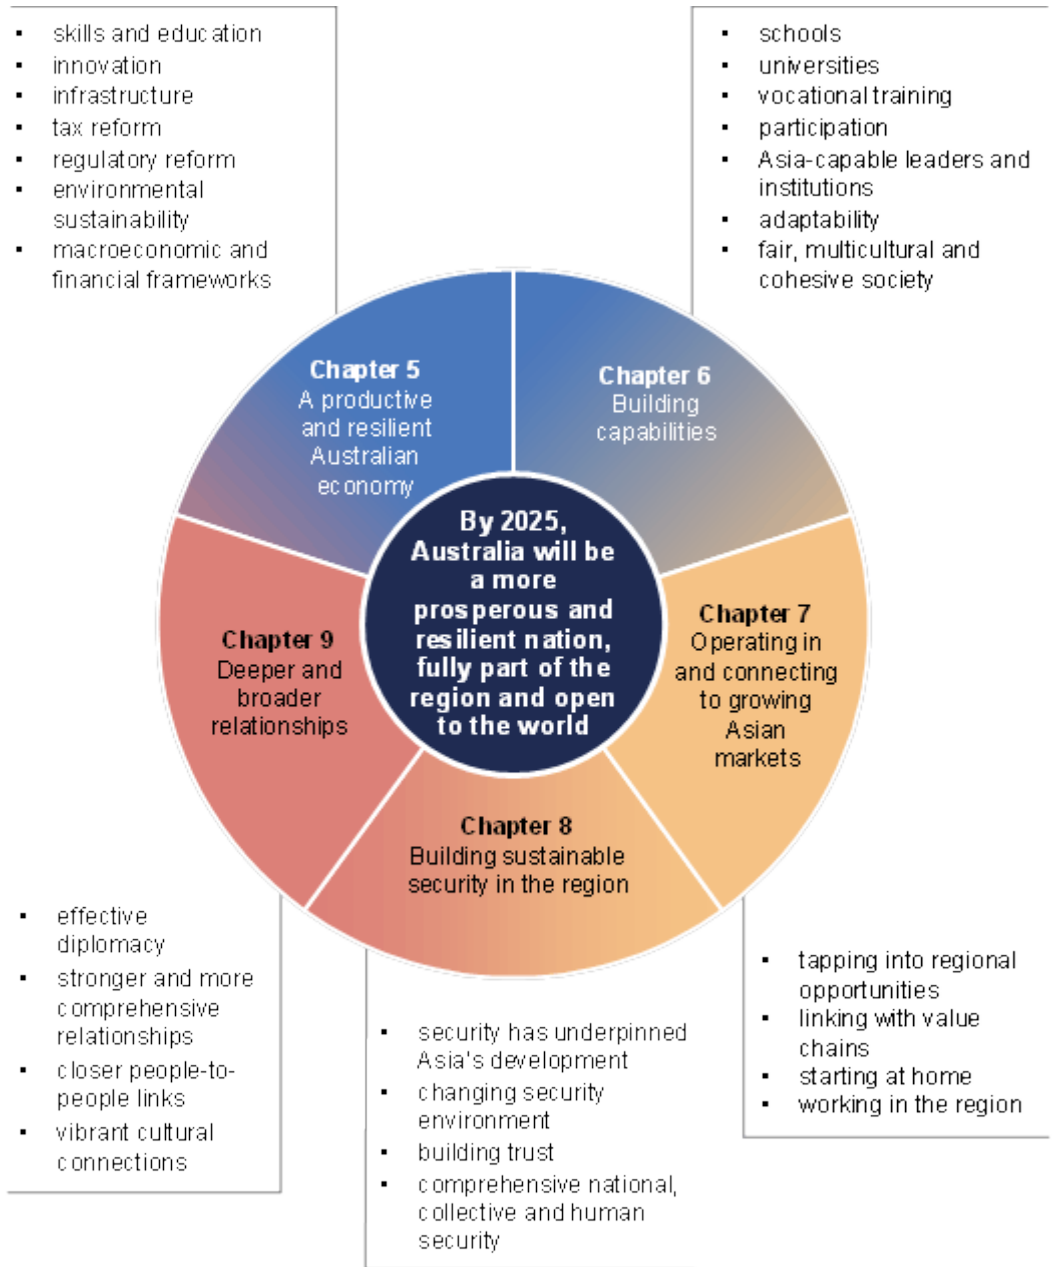 ▪ skills and education
▪ innovation
▪ infrastructure
▪ tax reform
▪ regulatory reform
▪ environmental
sustainability
▪ macroeconomic and
financial frameworks
▪ schools
▪ universities
▪ vocational training
▪ participation
▪ Asia-capable leaders and
institutions
▪ adaptability
▪ fair, multicultural and
cohesive society
Chapter 5
A productive
and resilient
Australian
economy
Chapter 6
Building
capabilities
By 2025,
Australia will be
a more
prosperous and
resilient nation,
fully part of the
region and open
to the world
Chapter 9
Deeper and
broader
relationships
Chapter 7
Operating in
and connecting
to growing
Asian
markets
Chapter 8
Building sustainable
security in the region
▪ effective
diplomacy
▪ stronger and more
comprehensive
relationships
▪ closer people-to-
people links
▪ vibrant cultural
connections
▪ security has underpinned
Asia's development
▪ changing security
environment
▪ building trust
▪ comprehensive national,
collective and human
security
▪ tapping into regional
opportunities
▪ linking with value
chains
▪ starting at home
▪ working in the region